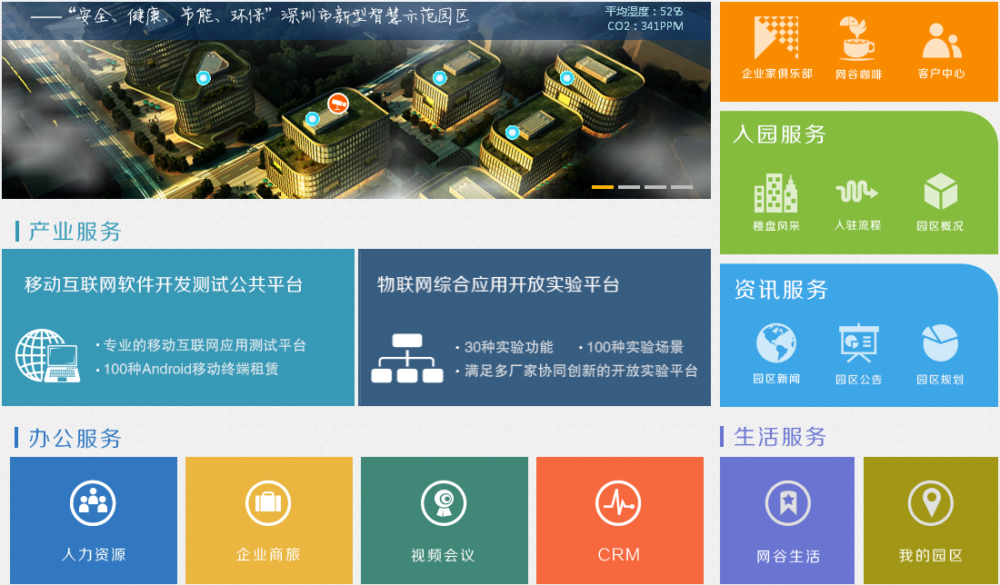 ——“安全、健康、节能、环保”深圳市新型智慧示范园区
平均湿度：52%
CO2：341PPM
企业家俱乐部
网谷咖啡
客户中心
入园服务
楼盘风采
入驻流程
园区概况
产业服务
移动互联网软件开发测试公共平台
· 专业的移动互联网应用测试平台
· 100种Android移动终端租赁
物联网综合应用开放实验平台
· 30种实验功能 · 100种实验场景
· 满足多厂家协同创新的开放实验平台
资讯服务
园区新闻
园区公告
园区规划
办公服务
人力资源
企业商旅
视频会议
CRM
生活服务
网谷生活
我的园区